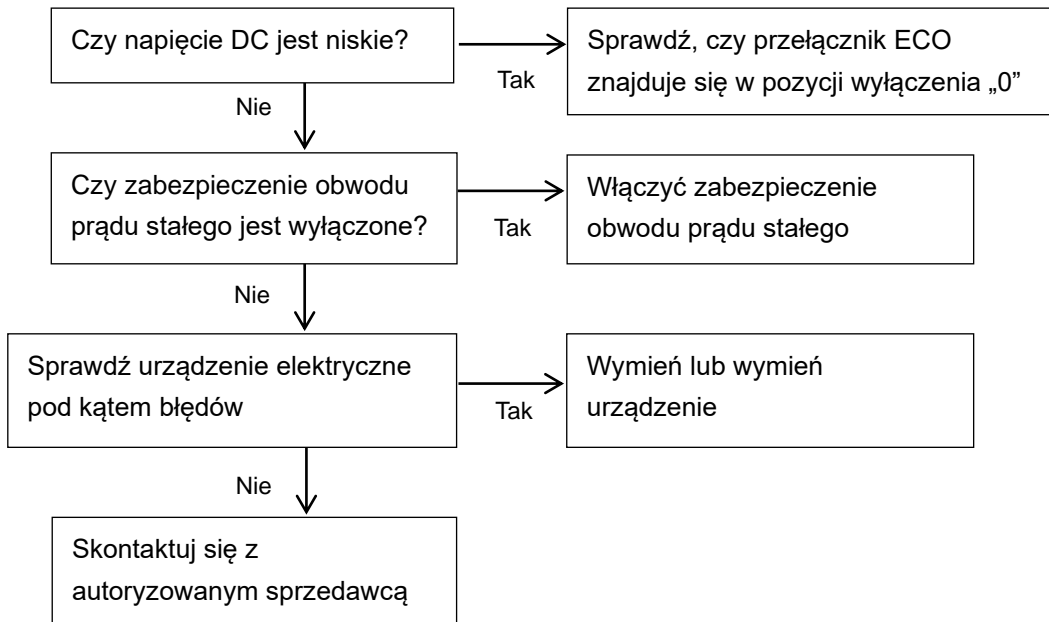 Czy napięcie DC jest niskie?
Tak
Sprawdź, czy przełącznik ECO
znajduje się w pozycji wyłączenia „0”
Nie
Czy zabezpieczenie obwodu
prądu stałego jest wyłączone?
Tak
Włączyć zabezpieczenie
obwodu prądu stałego
Nie
Sprawdź urządzenie elektryczne
pod kątem błędów
Tak
Wymień lub wymień
urządzenie
Nie
Skontaktuj się z
autoryzowanym sprzedawcą